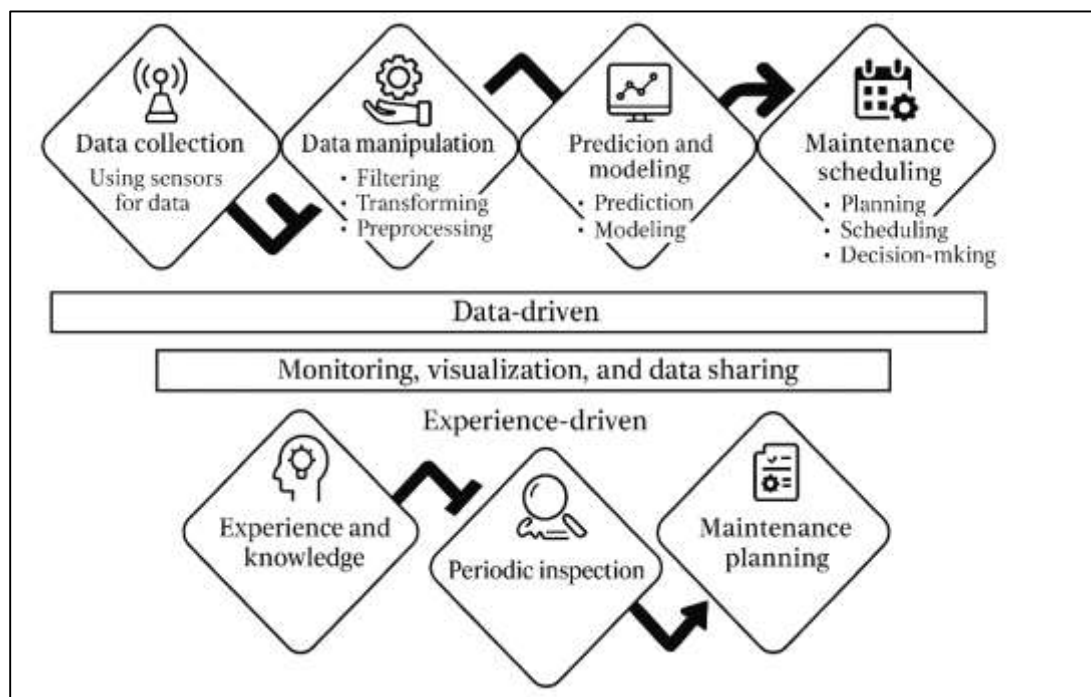 Data collection
Using sensors
for data
Data manipulation
· Filtering
· Transforming
· Preprocessing
Predicion and
modeling
· Prediction
· Modeling
Maintenance
scheduling
· Planning
· Scheduling
· Decision-mking
Data-driven
Monitoring, visualization, and data sharing
Experience-driven
Experience and
knowledge
Periodic inspection
Maintenance
planning